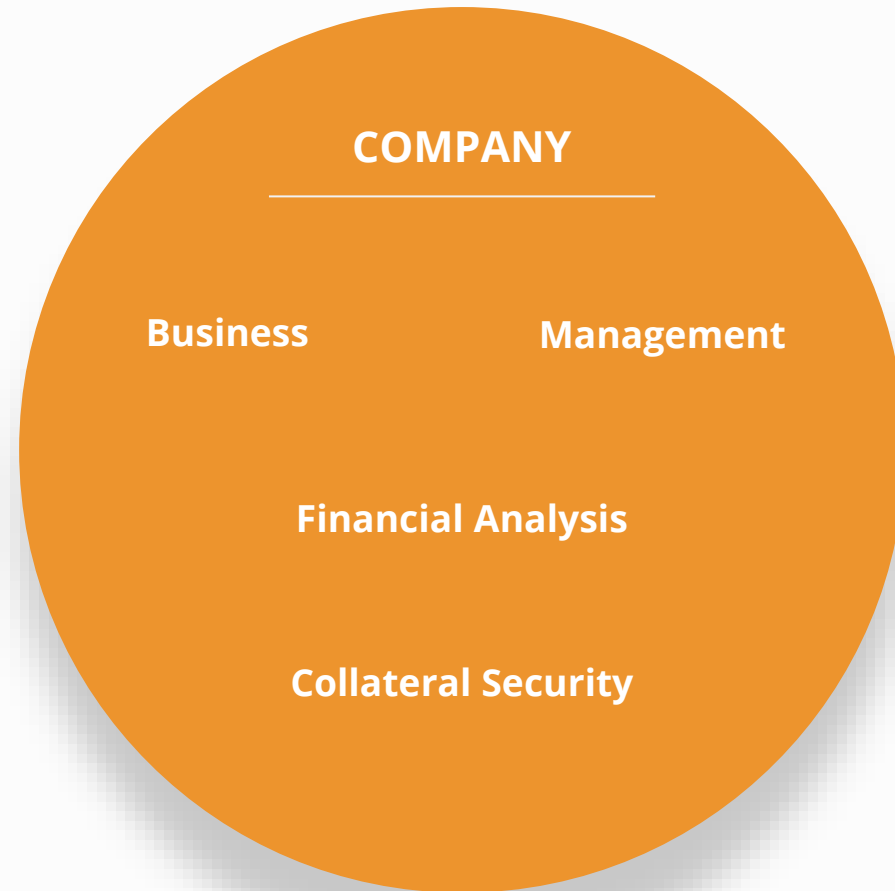 COMPANY
Business Management
Financial Analysis
Collateral Security